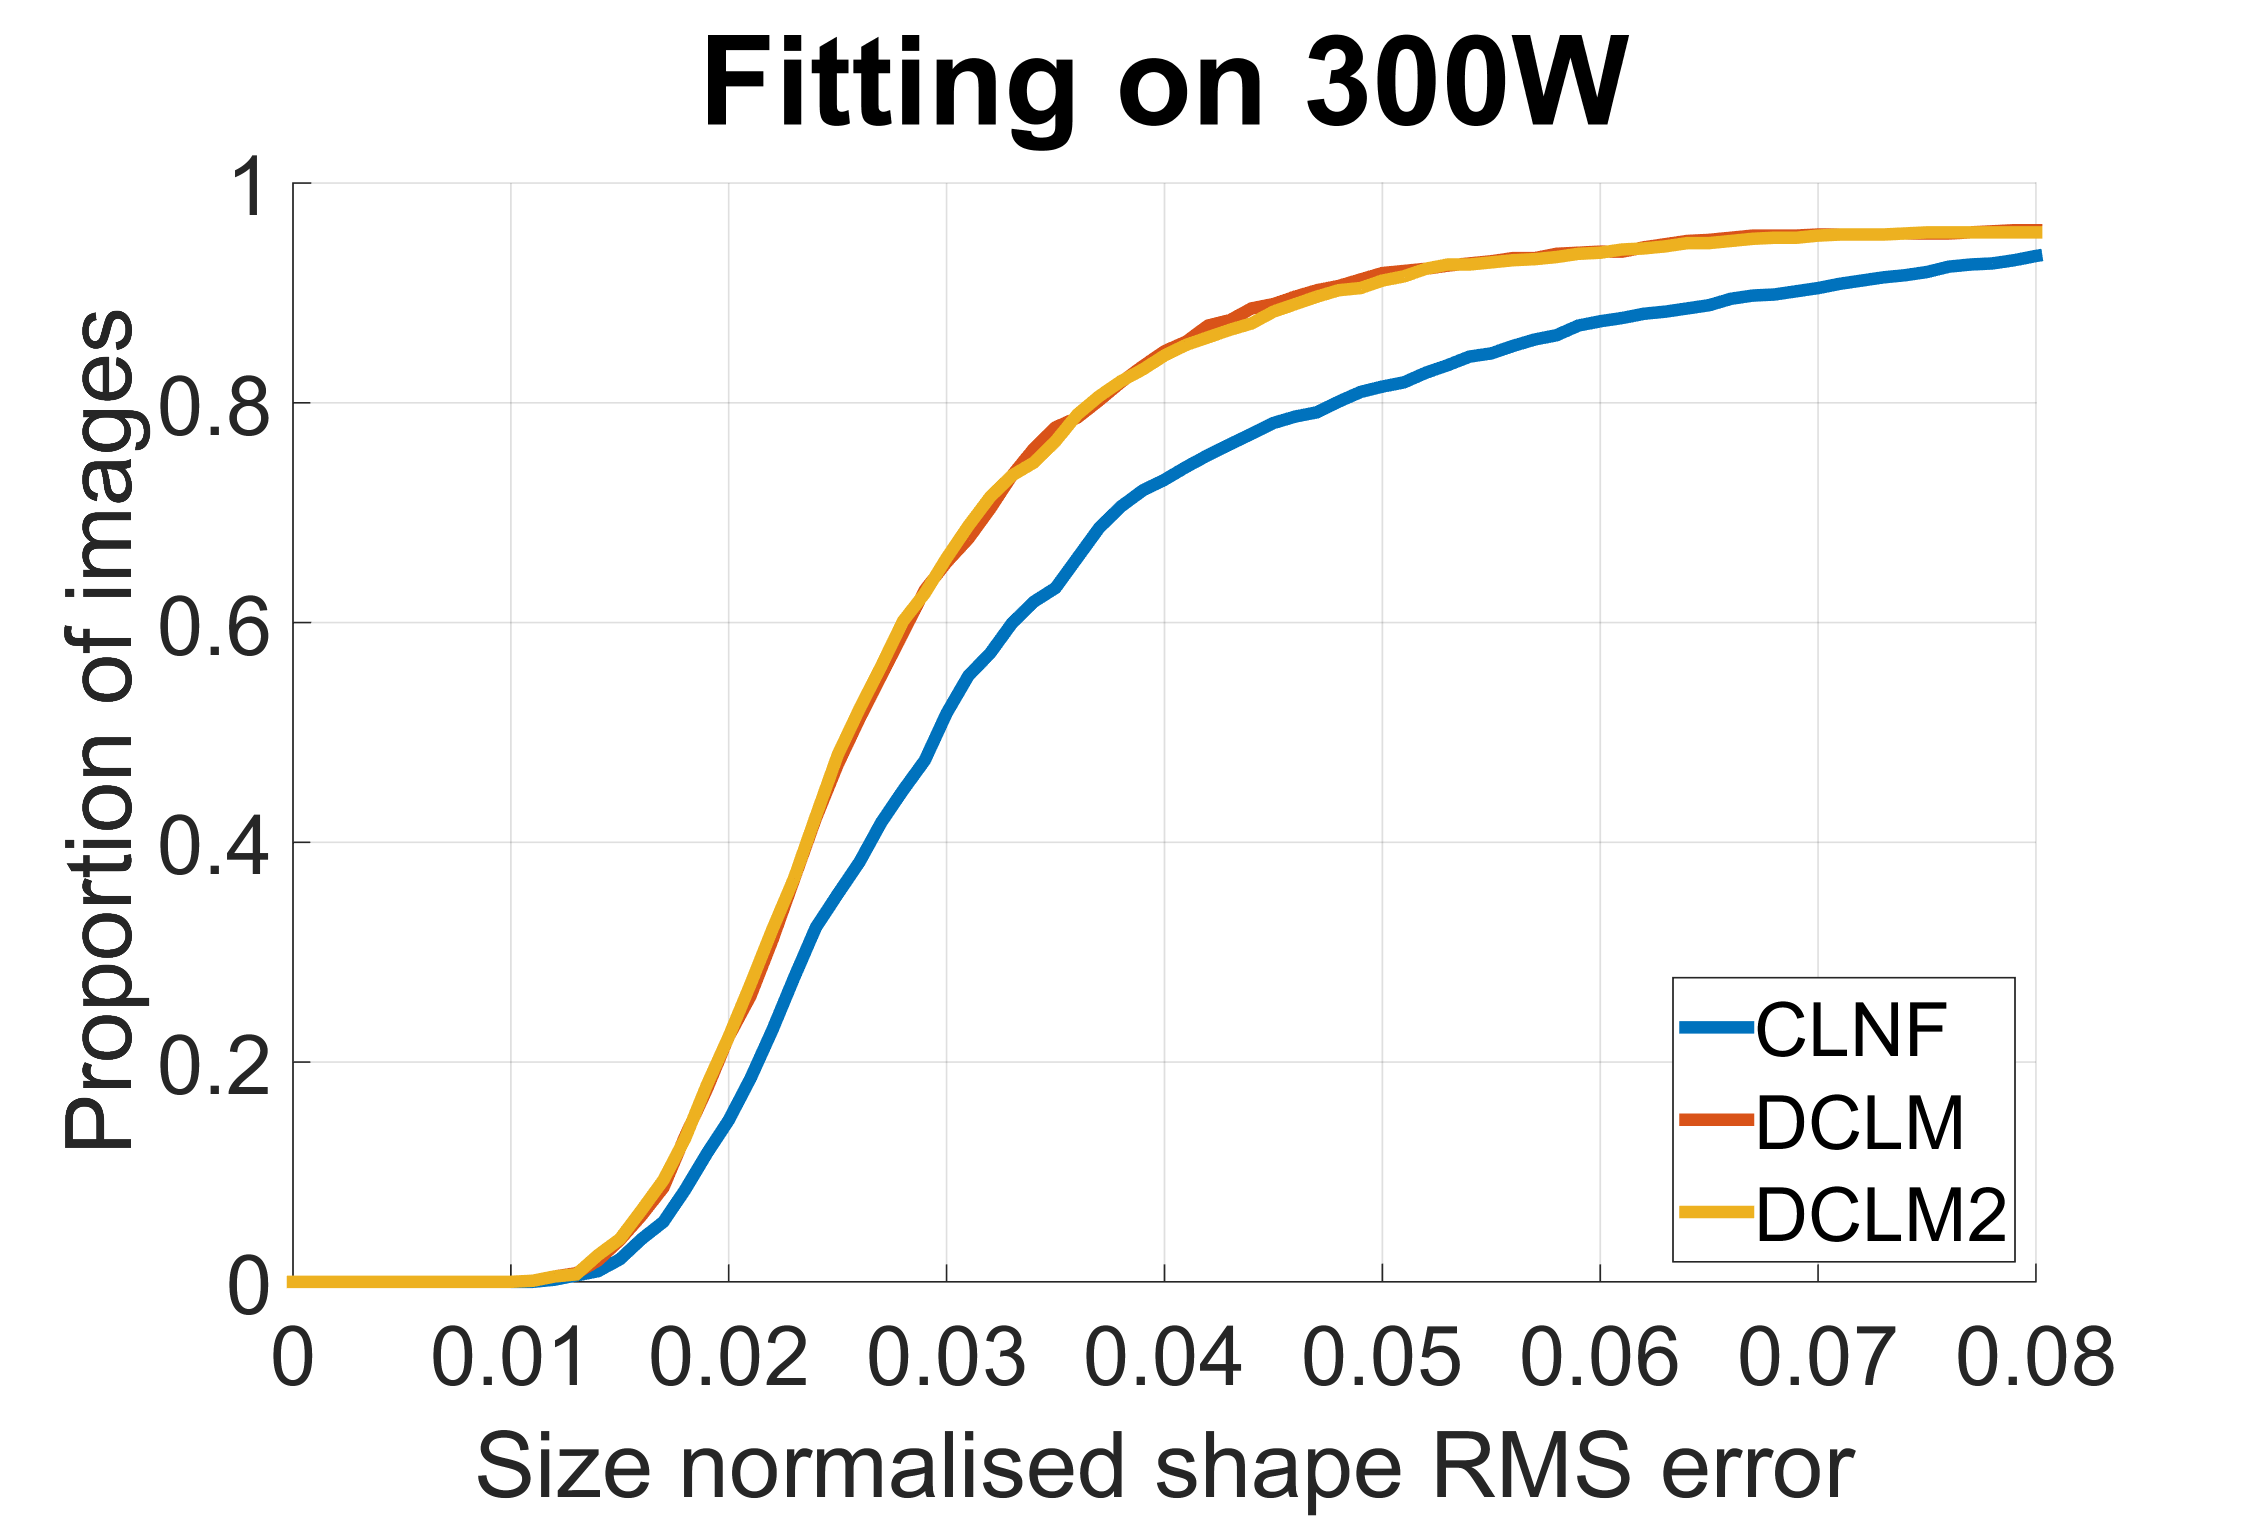 Fitting on 300W
Proportion of images
1
0.8
0.6
0.4
0.2
0
0 0.01 0.02 0.03 0.04 0.05 0.06 0.07 0.08
Size normalised shape RMS error
CLNF
DCLM
DCLM2